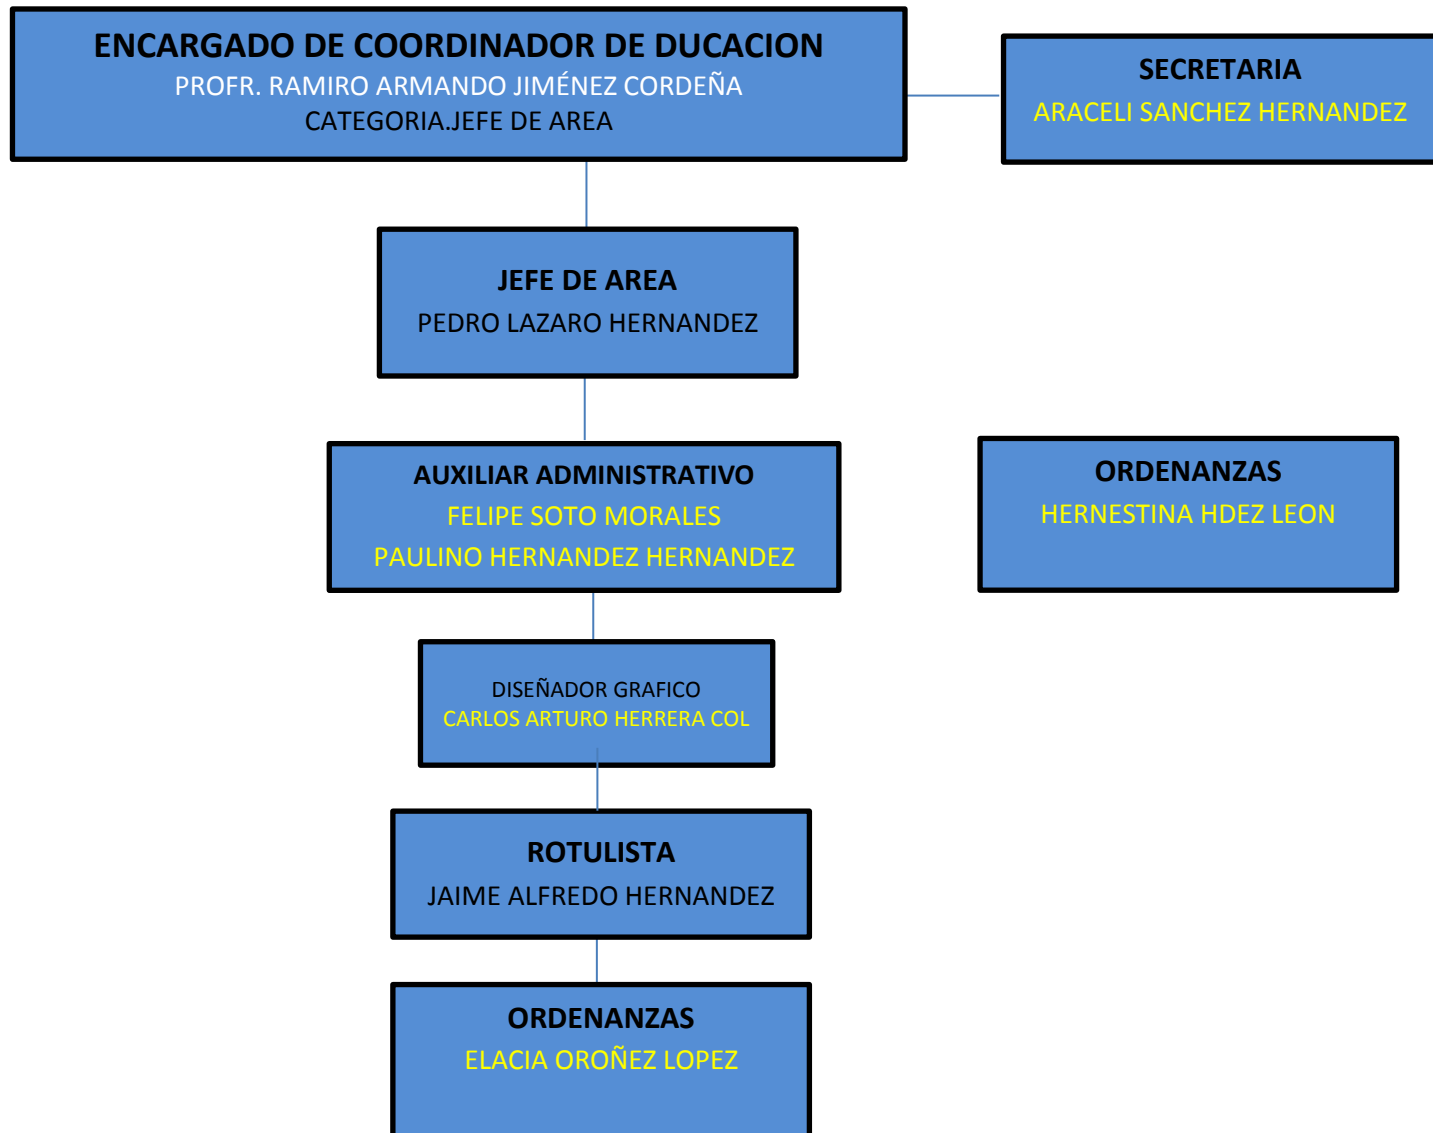 ENCARGADO DE COORDINADOR DE DUCACION
PROFR. RAMIRO ARMANDO JIMÉNEZ CORDEÑA
CATEGORIA.JEFE DE AREA
SECRETARIA
ARACELI SANCHEZ HERNANDEZ
JEFE DE AREA
PEDRO LAZARO HERNANDEZ
AUXILIAR ADMINISTRATIVO
FELIPE SOTO MORALES
PAULINO HERNANDEZ HERNANDEZ
ORDENANZAS
HERNESTINA HDEZ LEON
DISEÑADOR GRAFICO
CARLOS ARTURO HERRERA COL
ROTULISTA
JAIME ALFREDO HERNANDEZ
ORDENANZAS
ELACIA OROÑEZ LOPEZ